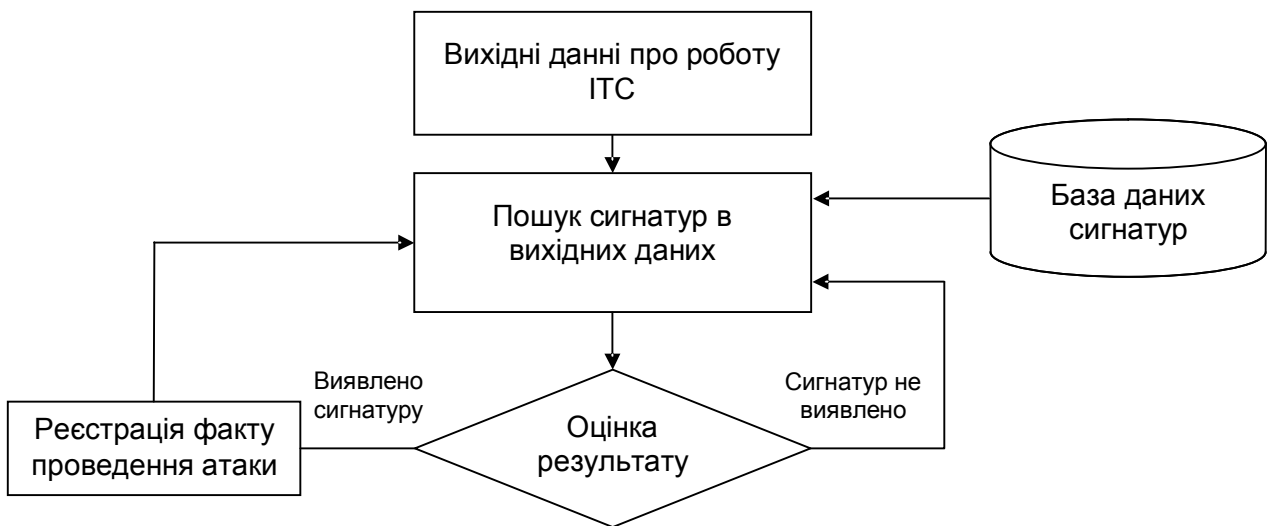 Вихідні данні про роботу
ІТС
Пошук сигнатур в
вихідних даних
База даних
сигнатур
Виявлено
сигнатуру
Сигнатур не
виявлено
Реєстрація факту
проведення атаки
Оцінка
результату